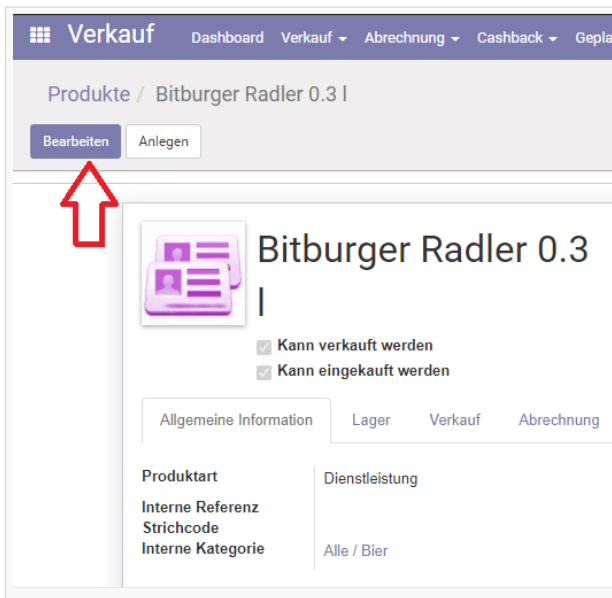 Verkauf Dashboard Verkauf Abrechnung Cashback Gepla
Produkte / Bitburger Radler 0.3 l
Bearbeiten Anlegen
Bitburger Radler 0.3
l
Kann verkauft werden
Kann eingekauft werden
Allgemeine Information Lager Verkauf Abrechnung
Produktart Dienstleistung
Interne Referenz
Strichcode
Interne Kategorie Alle / Bier